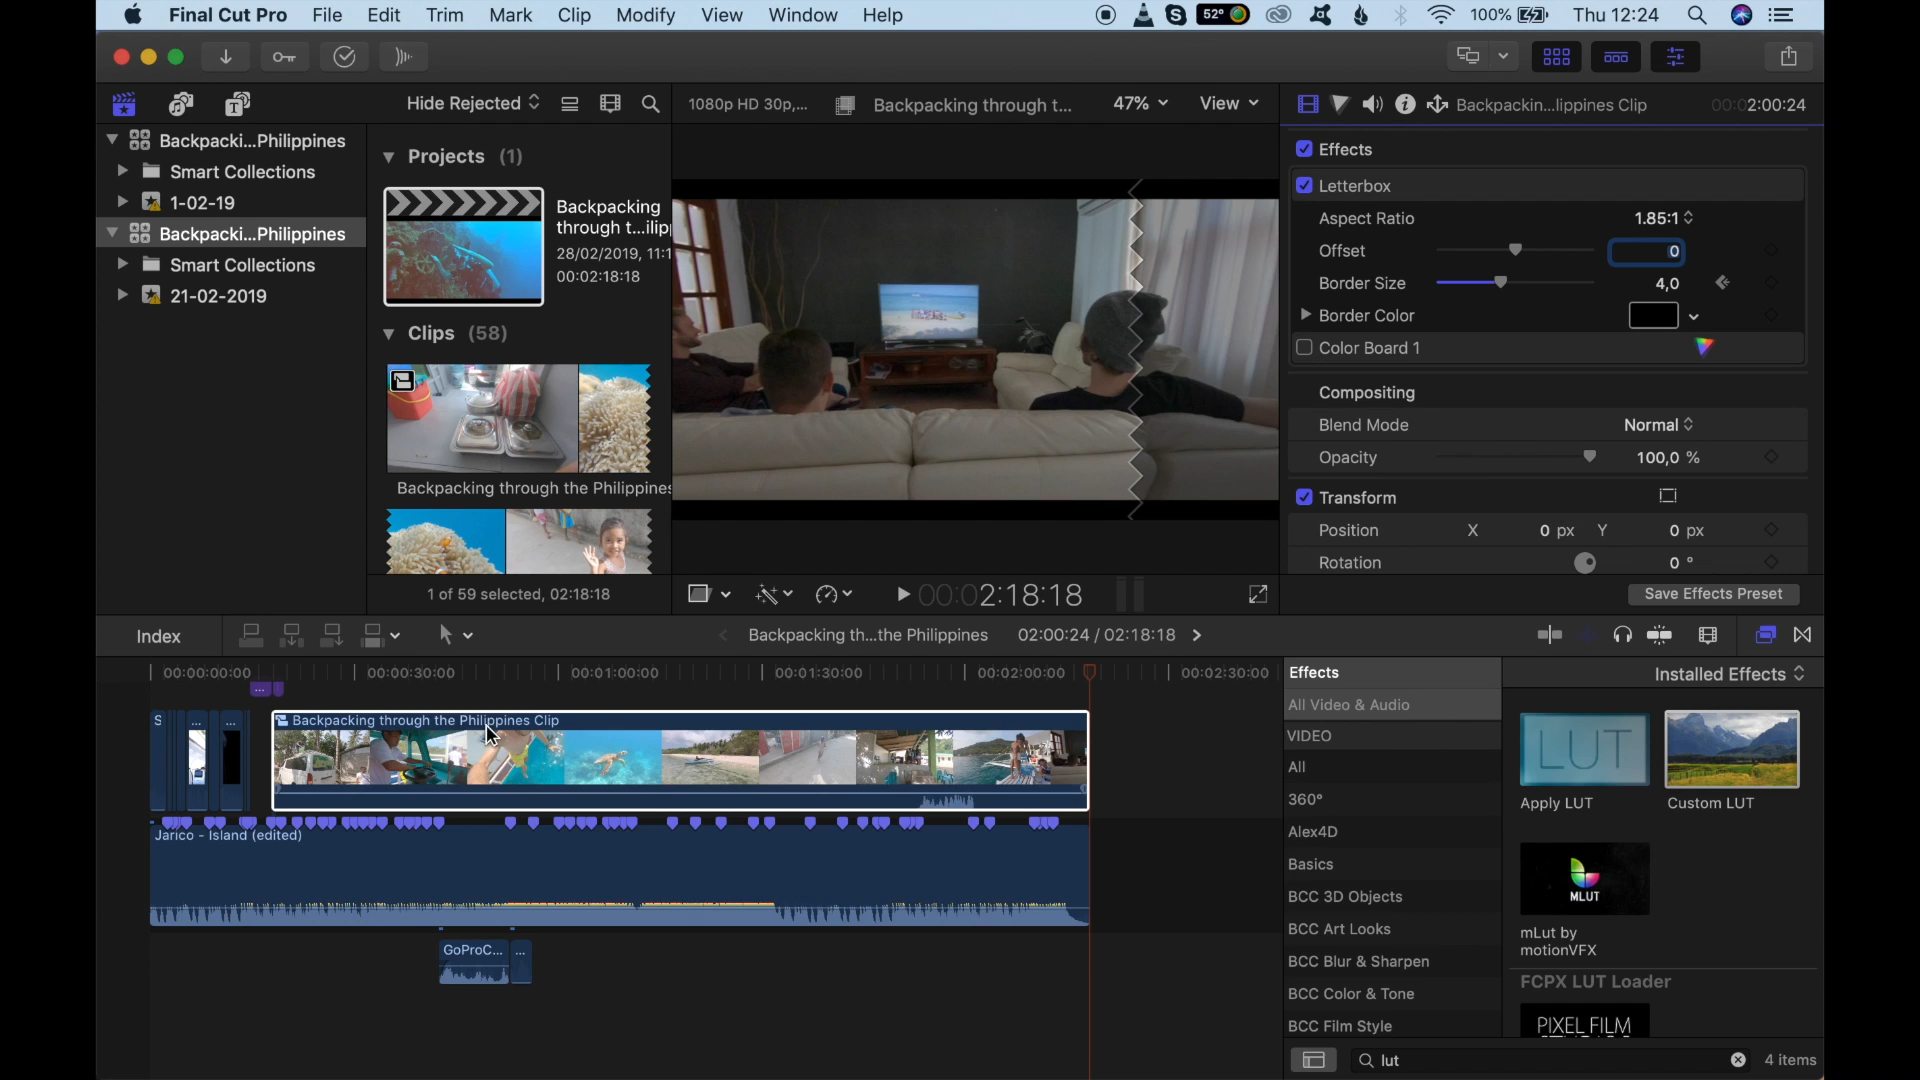 Final Cut Pro File Edit Trim Mark Clip Modify View Window Help 52° 100% Thu 12:24
Hide Rejected 1080p HD 30p,... Backpacking through t... 47% View Backpackin...lippines Clip 00:02:00:24
Backpacki...Philippines
Smart Collections
1-02-19
Backpacki...Philippines
Smart Collections
21-02-2019
Projects (1)
Backpacking
through t...ilip
28/02/2019, 11:1
00:02:18:18
Clips (58)
Backpacking through the Philippines
1 of 59 selected, 02:18:18
00:02:18:18
Effects
Letterbox
Aspect Ratio 1.85:1
Offset 0
Border Size 4,0
Border Color
Color Board 1
Compositing
Blend Mode Normal
Opacity 100,0 %
Transform
Position X 0 px Y 0 px
Rotation 0 °
Save Effects Preset
Index Backpacking th...the Philippines 02:00:24 / 02:18:18
00:00:00:00 00:00:30:00 00:01:00:00 00:01:30:00 00:02:00:00 00:02:30:00
...
S ... ... Backpacking through the Philippines Clip
Jarico - Island (edited)
GoProC... ...
Effects Installed Effects
All Video & Audio
VIDEO
All
360°
Alex4D
Basics
BCC 3D Objects
BCC Art Looks
BCC Blur & Sharpen
BCC Color & Tone
BCC Film Style
LUT
Apply LUT Custom LUT
MLUT
mLut by
motionVFX
FCPX LUT Loader
PIXEL FILM
lut 4 items